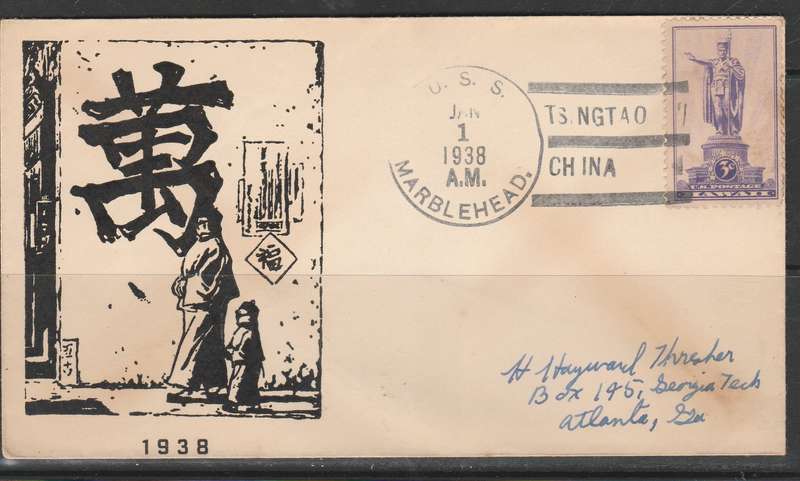 萬
福
1938
U. S. S.
JAN
1
1938
A.M.
MARBLEHEAD.
TSINGTAO
CHINA
3¢
U.S. POSTAGE
HAWAII
H Hayward Thresher
Box 195, Georgia Tech
Atlanta, Ga